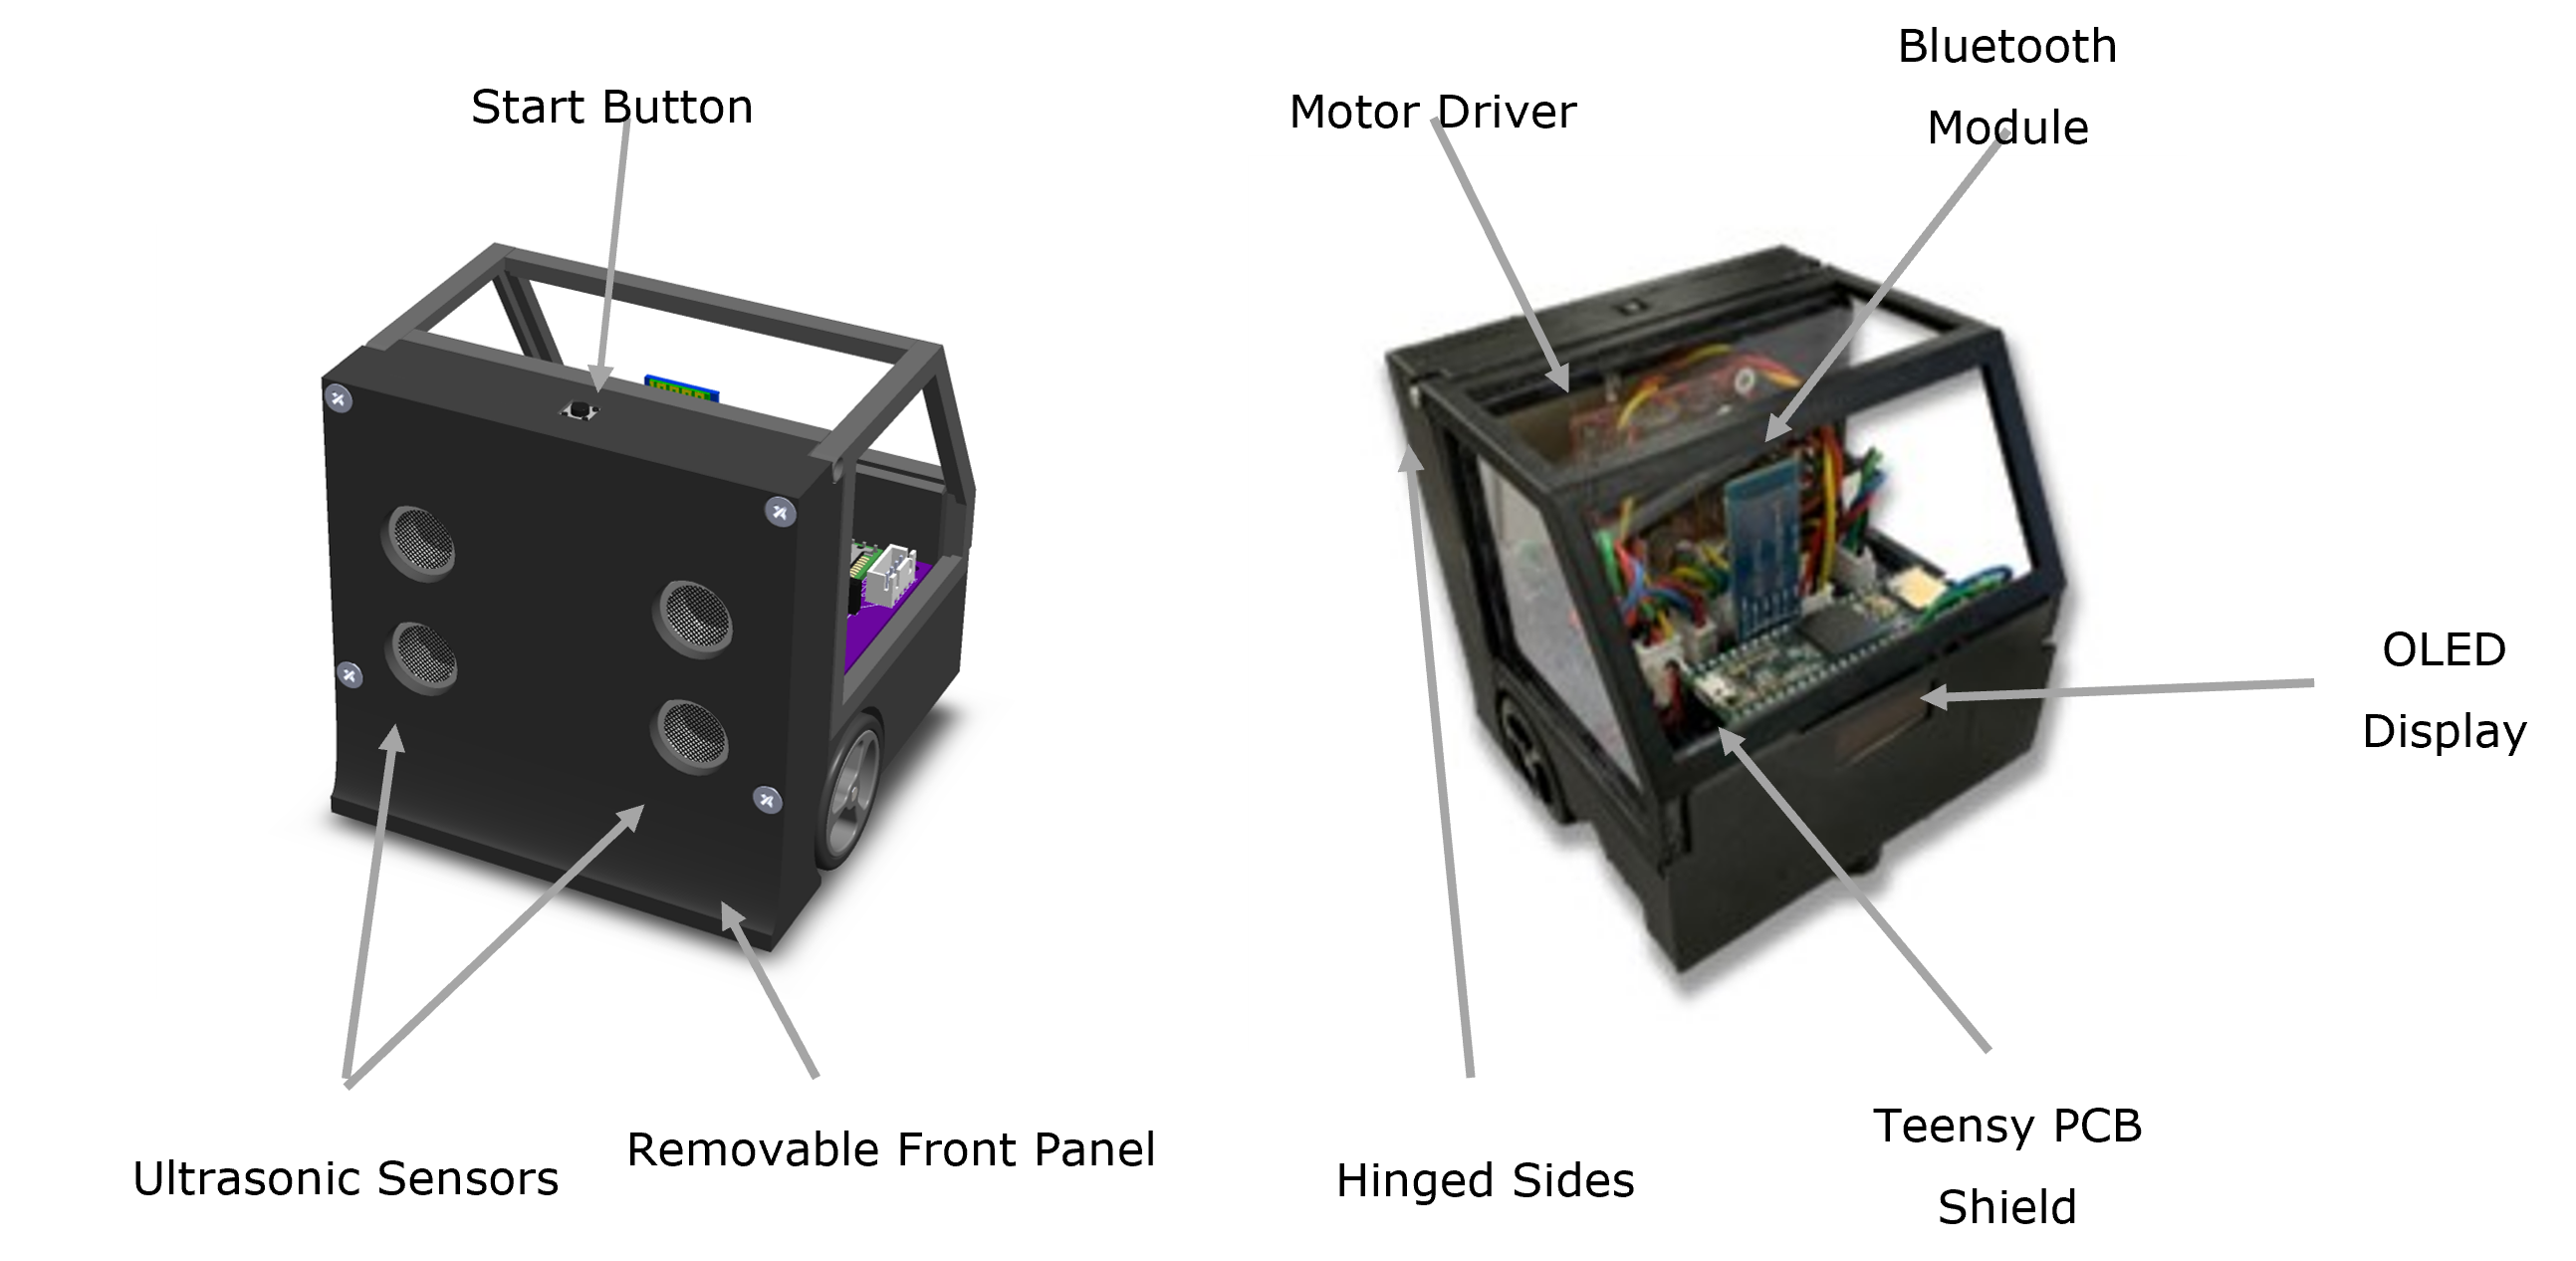 Start Button
Motor Driver
Bluetooth
Module
OLED
Display
Ultrasonic Sensors
Removable Front Panel
Hinged Sides
Teensy PCB
Shield